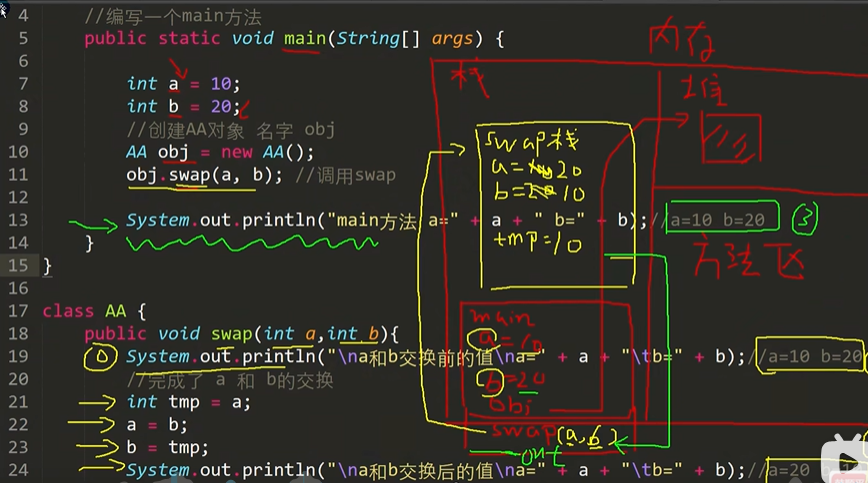 4 //编写一个main方法
5 public static void main(String[] args) {
6
7 int a = 10;
8 int b = 20;
9 //创建AA对象 名字 obj
10 AA obj = new AA();
11 obj.swap(a, b); //调用swap
12
13 System.out.println("main方法 a=" + a + " b=" + b);//a=10 b=20 ③
14 }
15 }
16
17 class AA {
18 public void swap(int a,int b){
19 System.out.println("\na和b交换前的值\na=" + a + "\tb=" + b);//a=10 b=20
20 //完成了 a 和 b的交换
21 int tmp = a;
22 a = b;
23 b = tmp;
24 System.out.println("\na和b交换后的值\na=" + a + "\tb=" + b);//a=20 b=1
内存
栈
堆
方法区
swap栈
a= 20
b= 10
tmp=10
main
a=10
b=20
obj
swap(a,b)
out